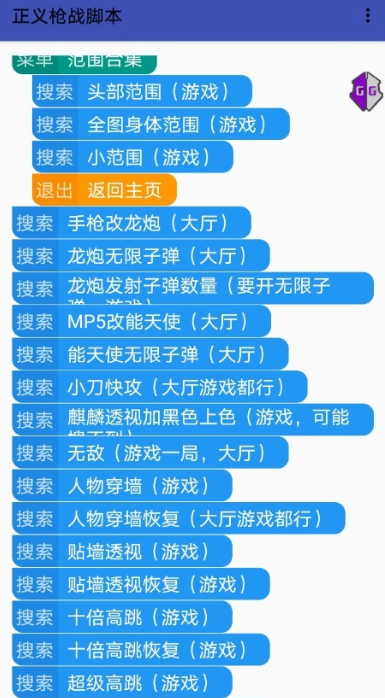 正义枪战脚本
菜单 范围合集
搜索 头部范围（游戏）
搜索 全图身体范围（游戏）
搜索 小范围（游戏）
退出 返回主页
搜索 手枪改龙炮（大厅）
搜索 龙炮无限子弹（大厅）
搜索 龙炮发射子弹数量（要开无限子
弹，游戏）
搜索 MP5改能天使（大厅）
搜索 能天使无限子弹（大厅）
搜索 小刀快攻（大厅游戏都行）
搜索 麒麟透视加黑色上色（游戏，可能
搜不到）
搜索 无敌（游戏一局，大厅）
搜索 人物穿墙（游戏）
搜索 人物穿墙恢复（大厅游戏都行）
搜索 贴墙透视（游戏）
搜索 贴墙透视恢复（游戏）
搜索 十倍高跳（游戏）
搜索 十倍高跳恢复（游戏）
搜索 超级高跳（游戏）
GG